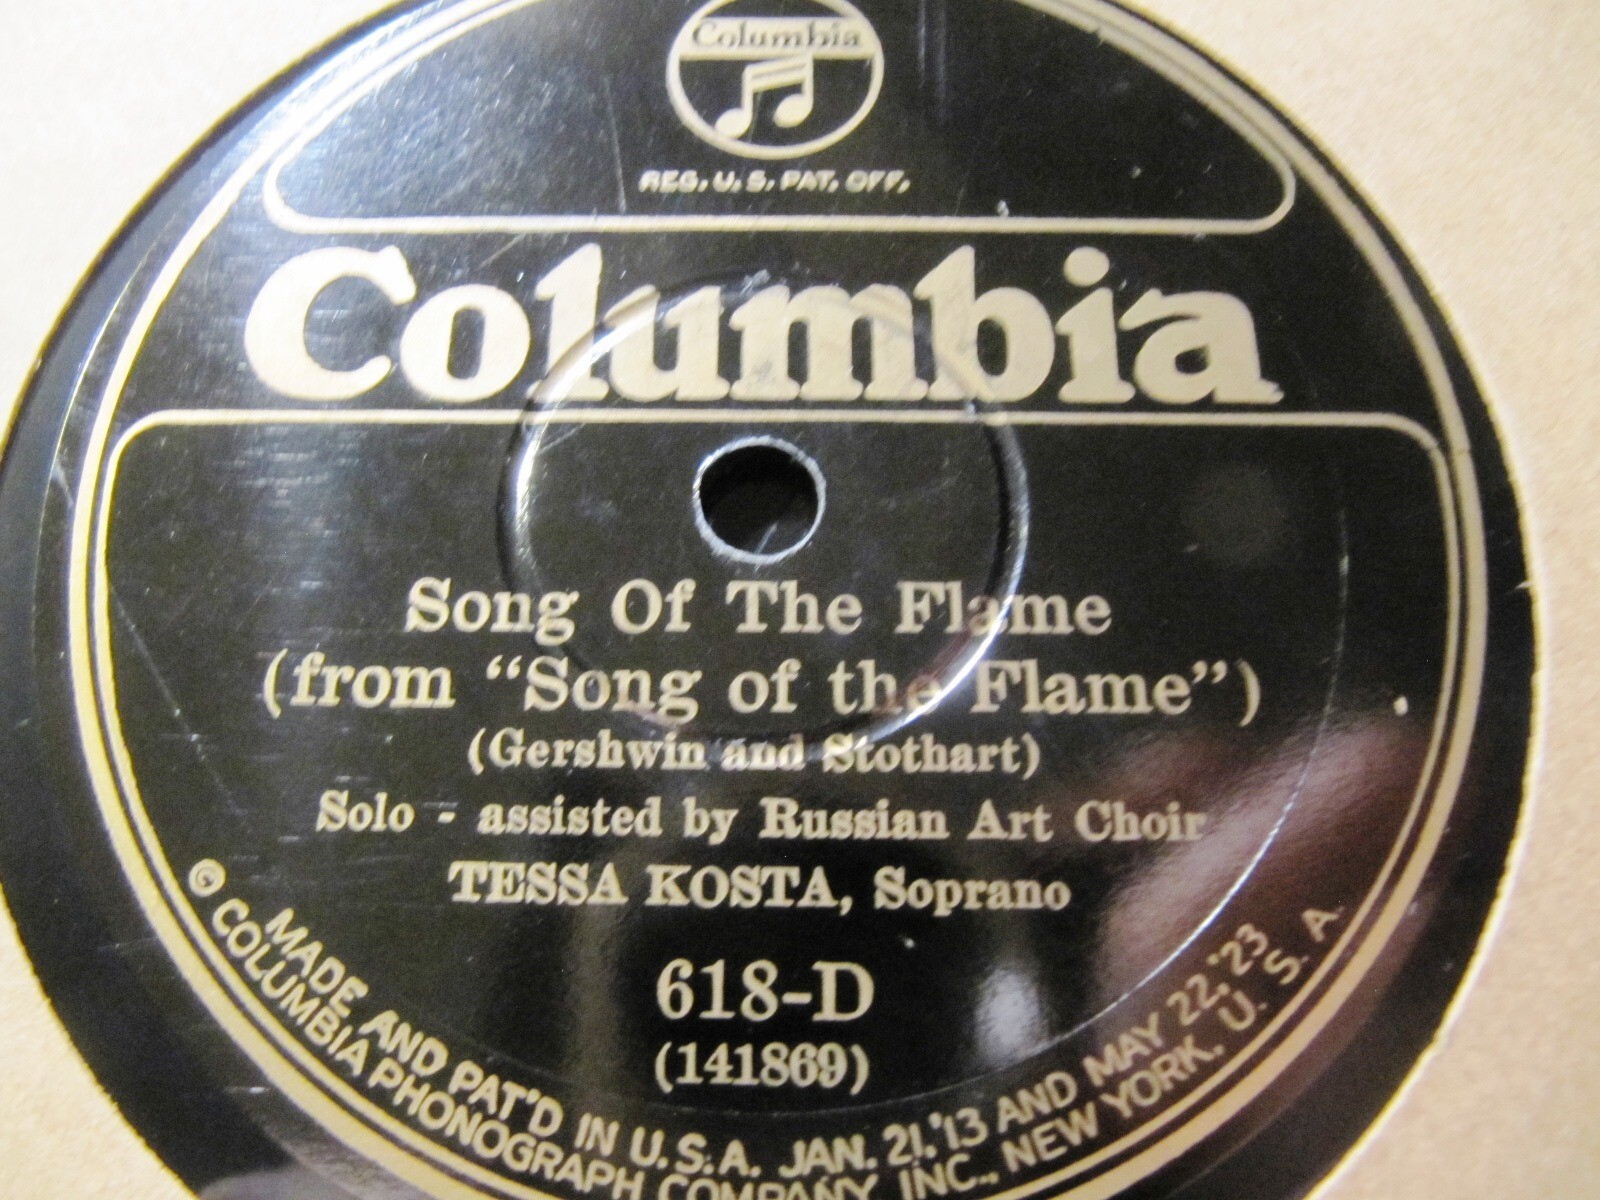 Columbia
REG. U. S. PAT. OFF.
Columbia
Song Of The Flame
(from “Song of the Flame”)
(Gershwin and Stothart)
Solo - assisted by Russian Art Choir
TESSA KOSTA, Soprano
618-D
(141869)
MADE AND PAT'D IN U.S.A. JAN. 21,'13 AND MAY 22,'23
© COLUMBIA PHONOGRAPH COMPANY, INC., NEW YORK. U. S. A.